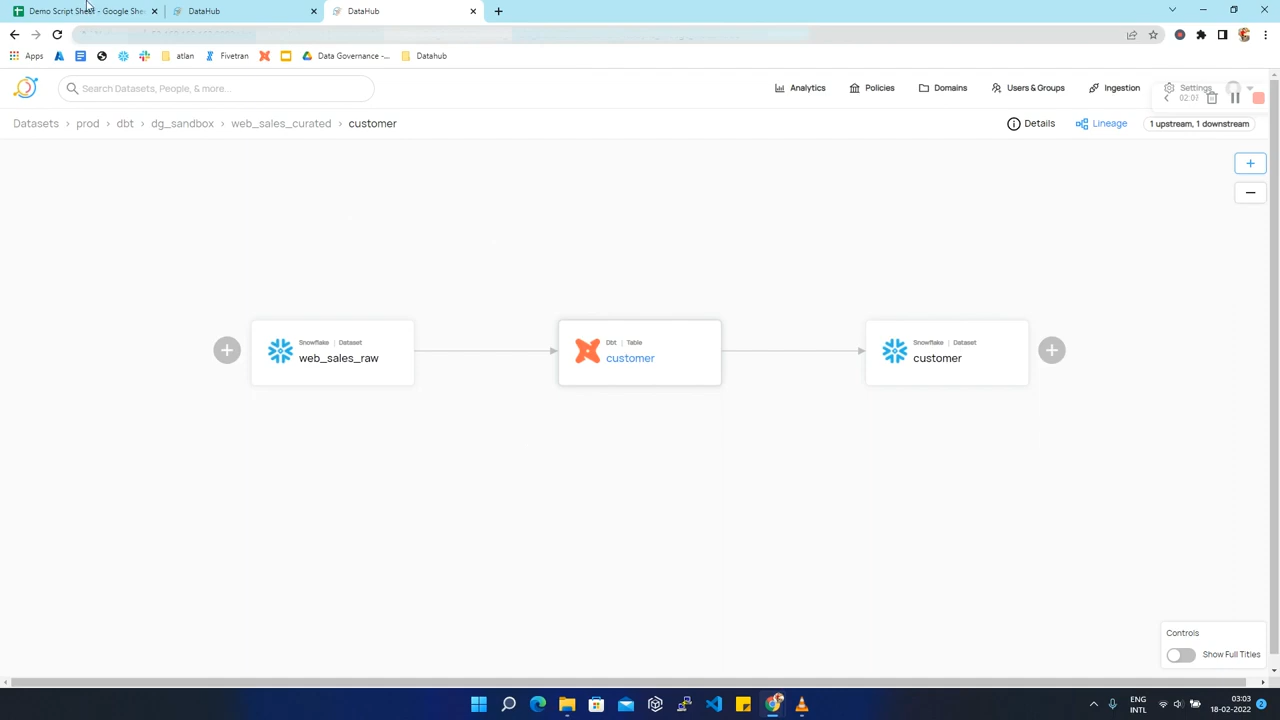 Demo Script Sheet - Google She
DataHub
DataHub
Apps
atlan
Fivetran
Data Governance -...
Datahub
Search Datasets, People, & more...
Analytics
Policies
Domains
Users & Groups
Ingestion
Settings
Datasets > prod > dbt > dg_sandbox > web_sales_curated > customer
Details
Lineage
1 upstream, 1 downstream
Snowflake | Dataset
web_sales_raw
Dbt | Table
customer
Snowflake | Dataset
customer
Controls
Show Full Titles
ENG
INTL
03:03
18-02-2022
2